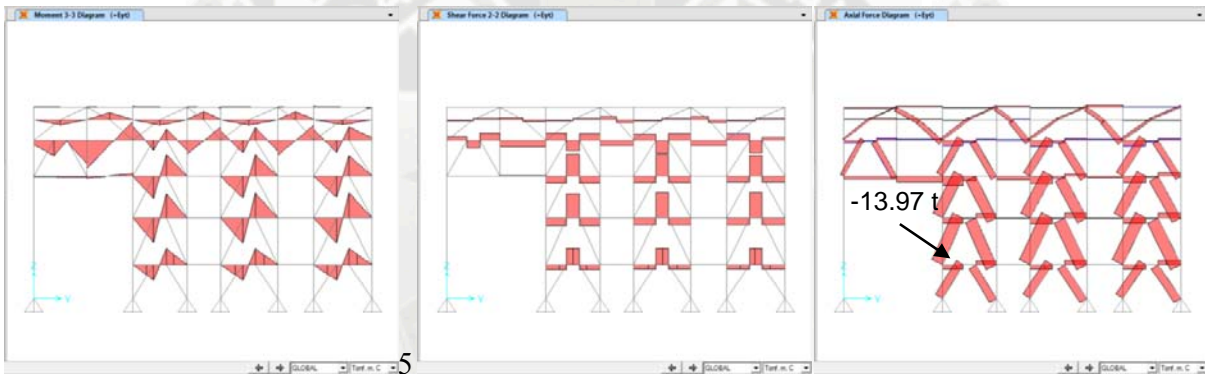 Moment 3-3 Diagram (+Eyt)
Shear Force 2-2 Diagram (+Eyt)
Axial Force Diagram (+Eyt)
-13.97 t
Z
Y
Z
Y
Z
Y
GLOBAL
Tonf, m, C
5
GLOBAL
Tonf, m, C
GLOBAL
Tonf, m, C